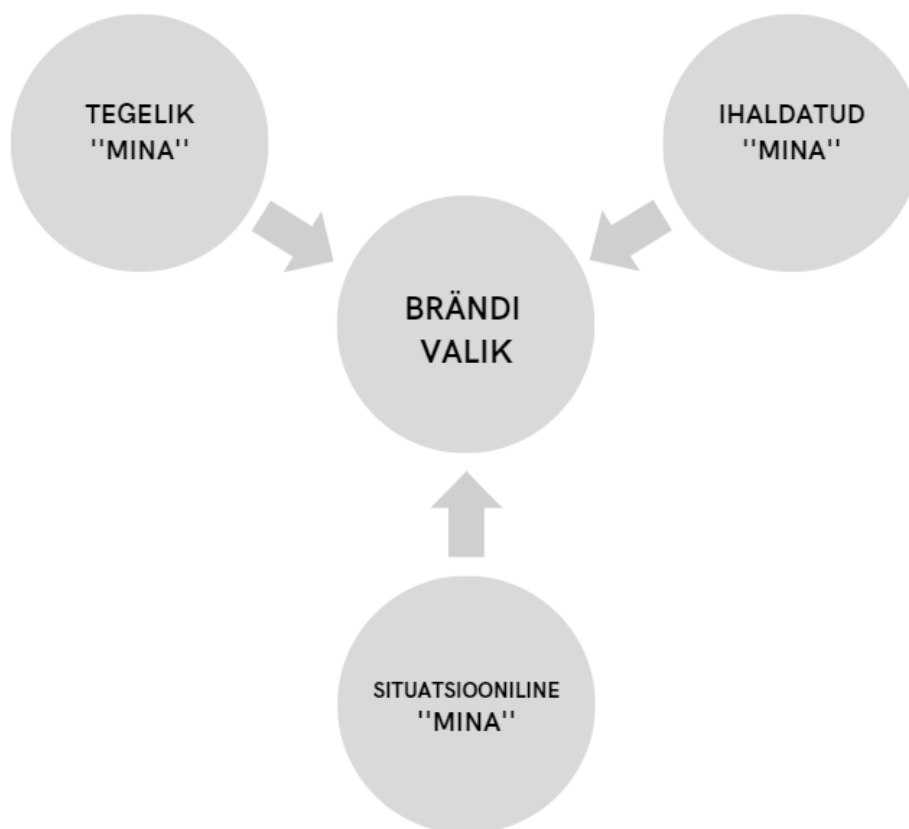 TEGELIK
''MINA''
IHALDATUD
''MINA''
BRÄNDI
VALIK
SITUATSIOONILINE
''MINA''